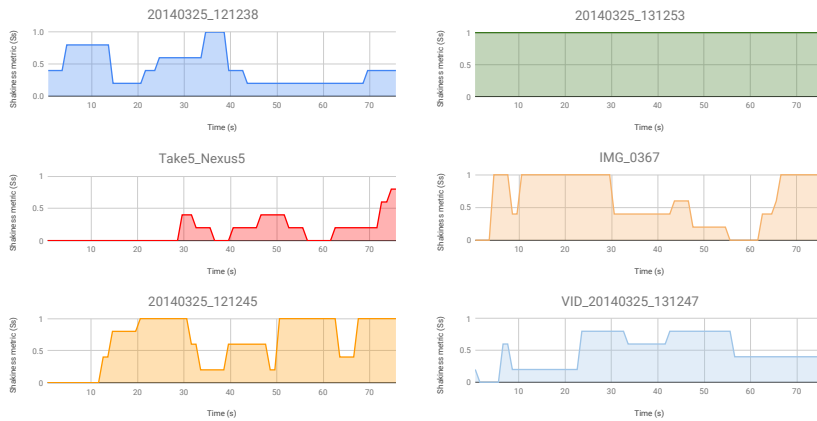 20140325_121238
Shakiness metric (Ss)
1.0
0.5
0.0
10 20 30 40 50 60 70
Time (s)
20140325_131253
Shakiness metric (Ss)
1
0.5
0
10 20 30 40 50 60 70
Time (s)
Take5_Nexus5
Shakiness metric (Ss)
1
0.5
0
10 20 30 40 50 60 70
Time (s)
IMG_0367
Shakiness metric (Ss)
1
0.5
0
10 20 30 40 50 60 70
Time (s)
20140325_121245
Shakiness metric (Ss)
1
0.5
0
10 20 30 40 50 60 70
Time (s)
VID_20140325_131247
Shakiness metric (Ss)
1
0.5
0
10 20 30 40 50 60 70
Time (s)